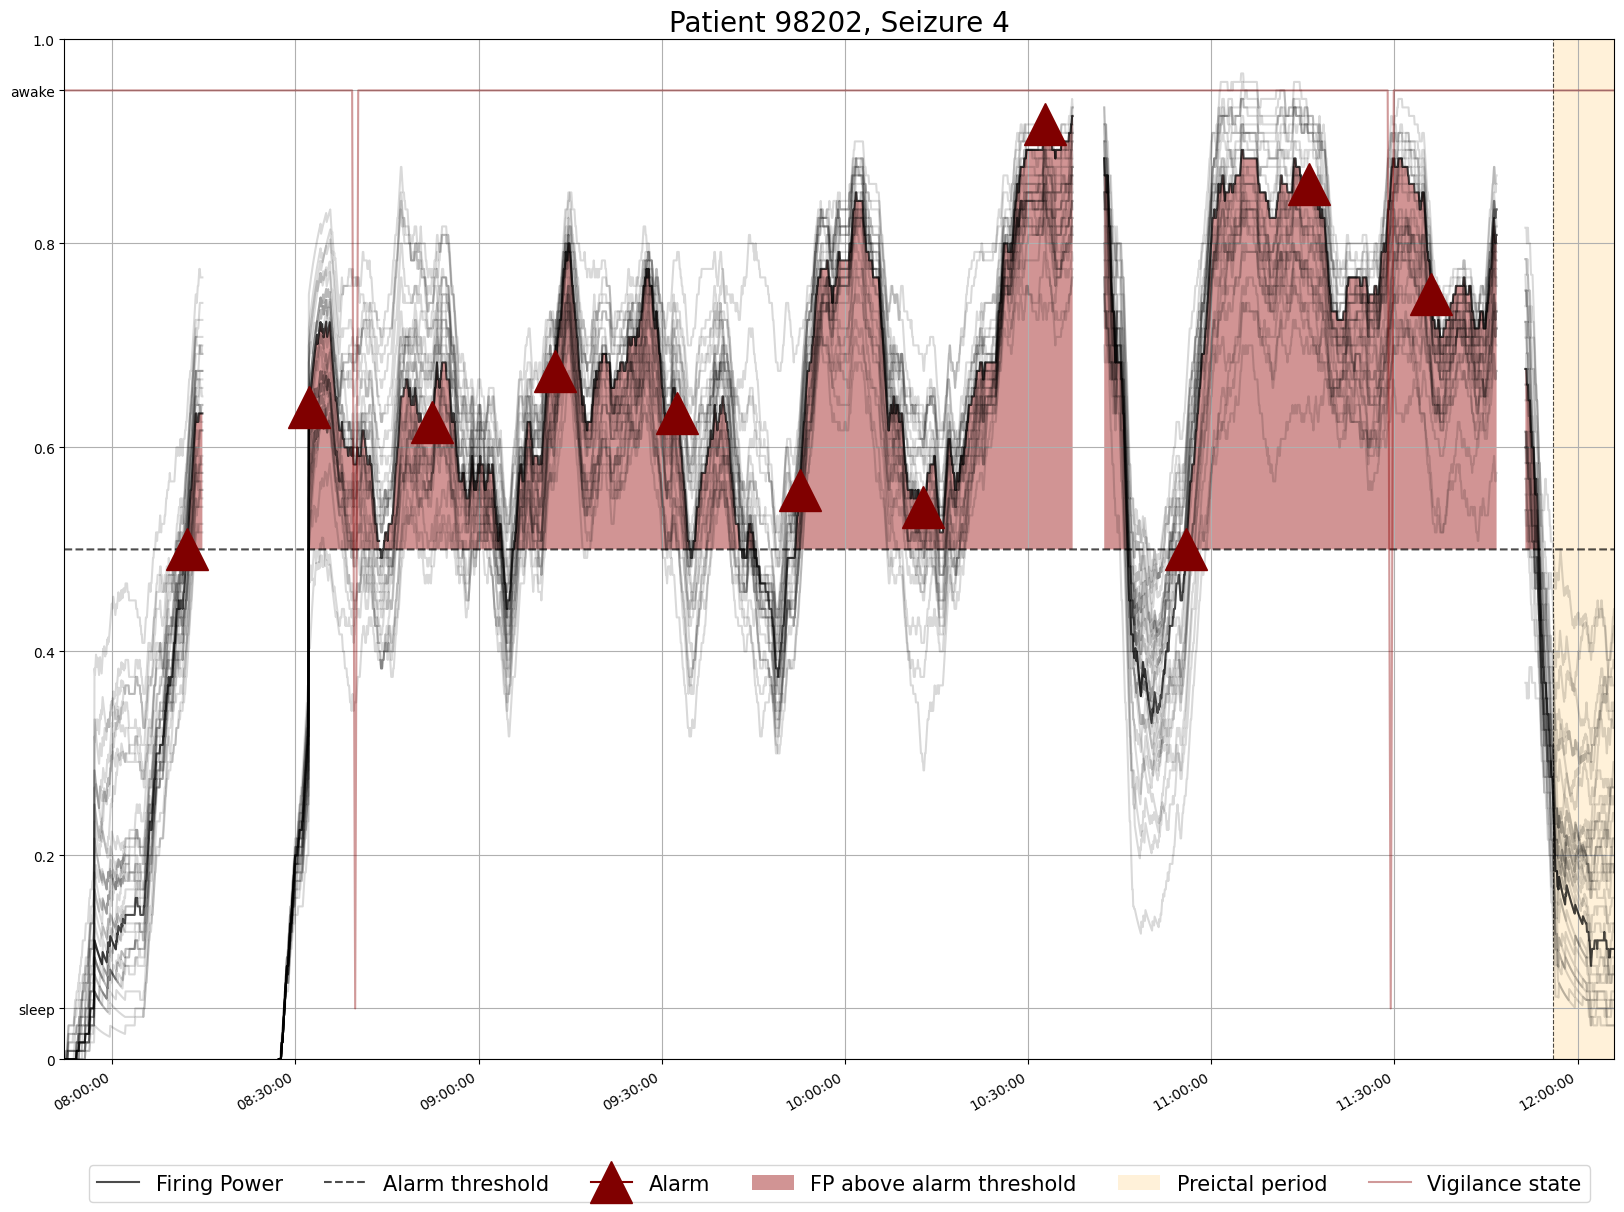 Patient 98202, Seizure 4
1.0
awake
0.8
0.6
0.4
0.2
sleep
0
08:00:00
08:30:00
09:00:00
09:30:00
10:00:00
10:30:00
11:00:00
11:30:00
12:00:00
Firing Power
Alarm threshold
Alarm
FP above alarm threshold
Preictal period
Vigilance state